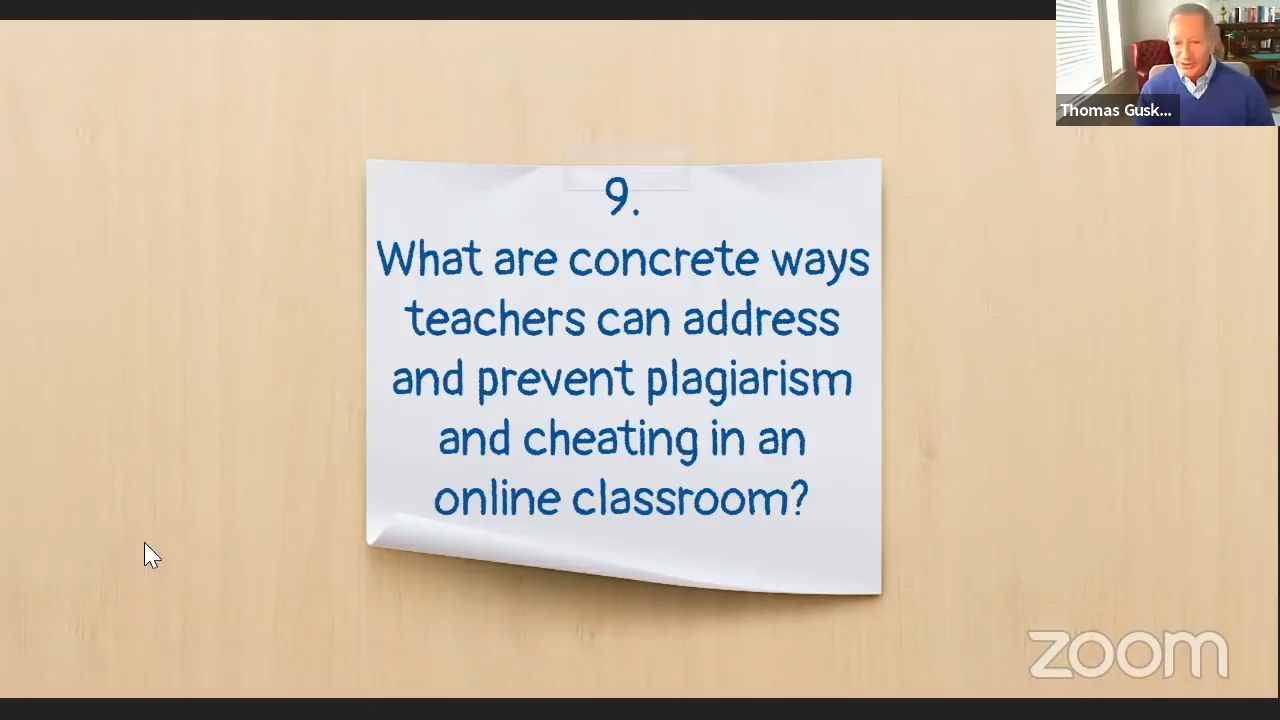 Thomas Gusk...
9.
What are concrete ways
teachers can address
and prevent plagiarism
and cheating in an
online classroom?
zoom